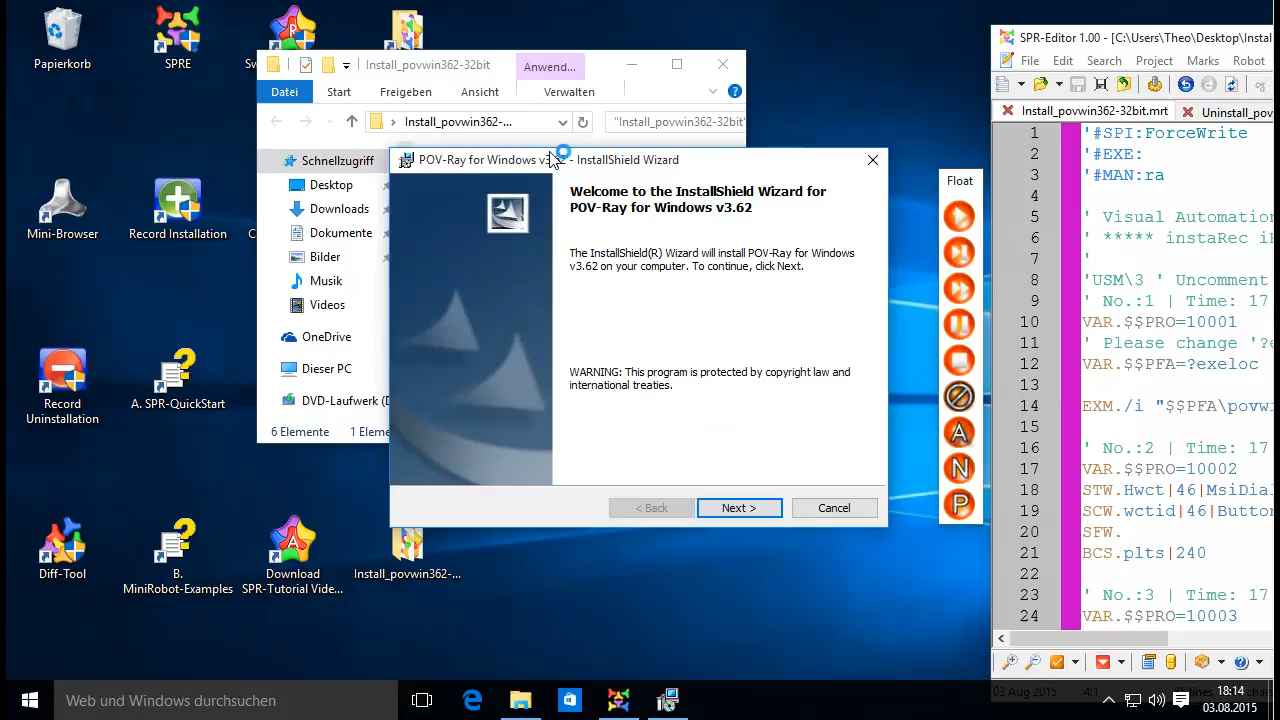 Papierkorb
SPRE
Install_povwin362-32bit
Anwend...
Datei
Start
Freigeben
Ansicht
Verwalten
Install_povwin362-...
"Install_povwin362-32bit"
Schnellzugriff
Desktop
Downloads
Dokumente
Bilder
Musik
Videos
OneDrive
Dieser PC
DVD-Laufwerk (D
6 Elemente
1 Eleme
POV-Ray for Windows v3
- InstallShield Wizard
Welcome to the InstallShield Wizard for
POV-Ray for Windows v3.62
The InstallShield(R) Wizard will install POV-Ray for Windows
v3.62 on your computer. To continue, click Next.
WARNING: This program is protected by copyright law and
international treaties.
< Back
Next >
Cancel
Mini-Browser
Record Installation
Record
Uninstallation
A. SPR-QuickStart
Diff-Tool
B.
MiniRobot-Examples
Download
SPR-Tutorial Vide...
Install_povwin362-...
Float
A
N
P
SPR-Editor 1.00 - [C:\Users\Theo\Desktop\Instal
File Edit Search Project Marks Robot
Install_povwin362-32bit.mrt
Uninstall_povwin362
1 '#SPI:ForceWrite
2 '#EXE:
3 '#MAN:ra
4
5 ' Visual Automation
6 ' ***** instaRec i
7 '
8 'USM\3 ' Uncomment
9 ' No.:1 | Time: 17
10 VAR.$$PRO=10001
11 ' Please change '?e
12 VAR.$$PFA=?exeloc
13
14 EXM./i "$$PFA\povw
15
16 ' No.:2 | Time: 17
17 VAR.$$PRO=10002
18 STW.Hwct|46|MsiDia
19 SCW.wctid|46|Button
20 SFW.
21 BCS.plts|240
22
23 ' No.:3 | Time: 17
24 VAR.$$PRO=10003
03 Aug 2015
4:1
Web und Windows durchsuchen
18:14
03.08.2015